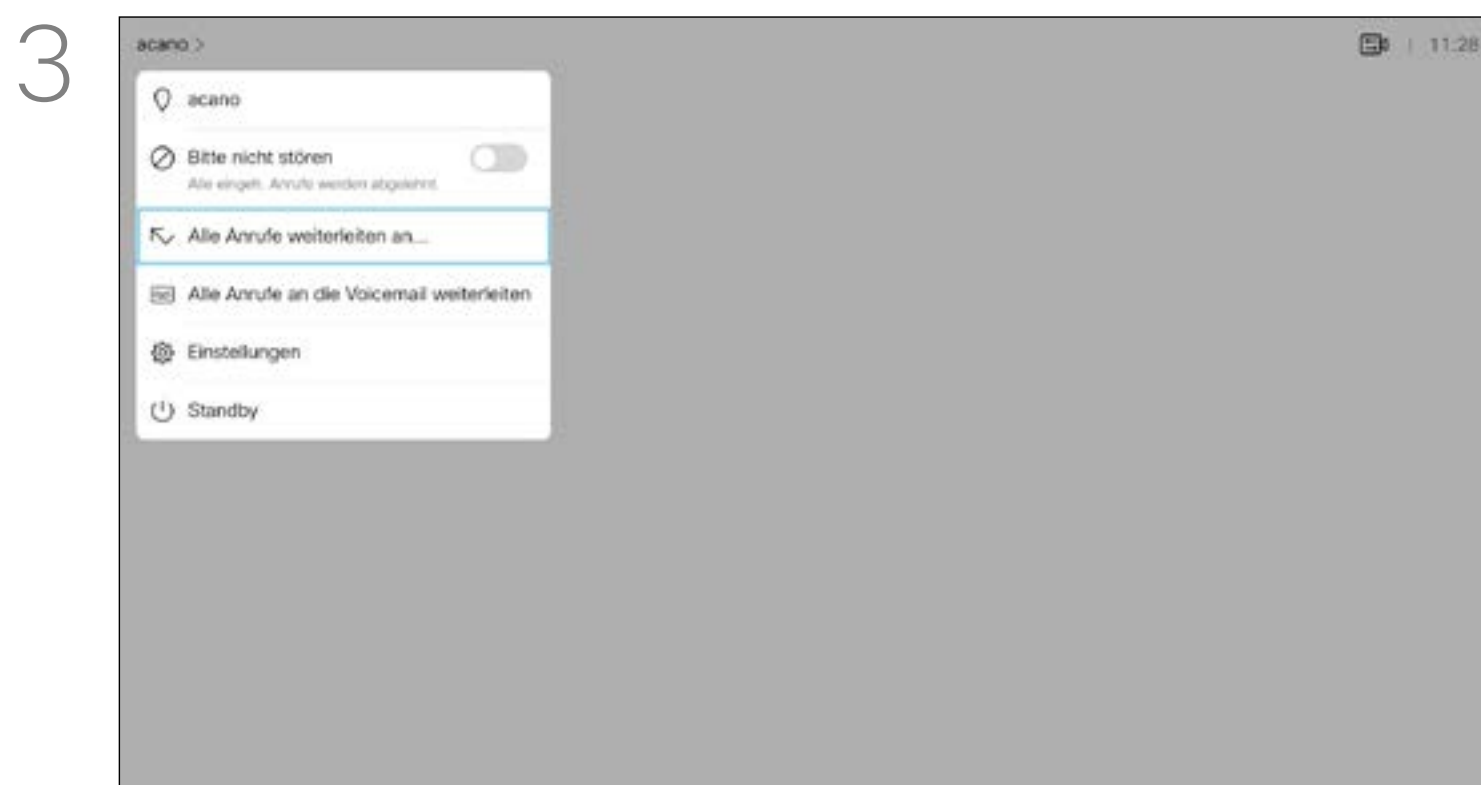 3
acano >
11:28
acano
Bitte nicht stören
Alle eingeh. Anrufe werden abgelehnt.
Alle Anrufe weiterleiten an...
Alle Anrufe an die Voicemail weiterleiten
Einstellungen
Standby